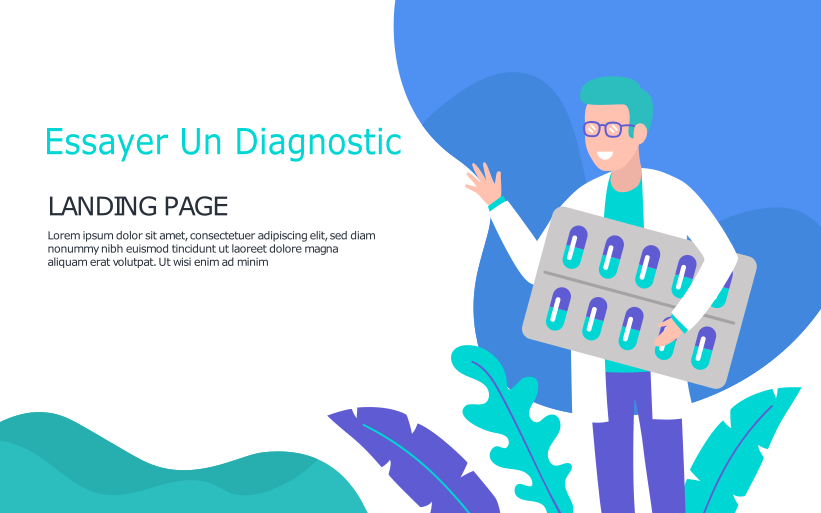 Essayer Un Diagnostic
LANDING PAGE
Lorem ipsum dolor sit amet, consectetuer adipiscing elit, sed diam
nonummy nibh euismod tincidunt ut laoreet dolore magna
aliquam erat volutpat. Ut wisi enim ad minim